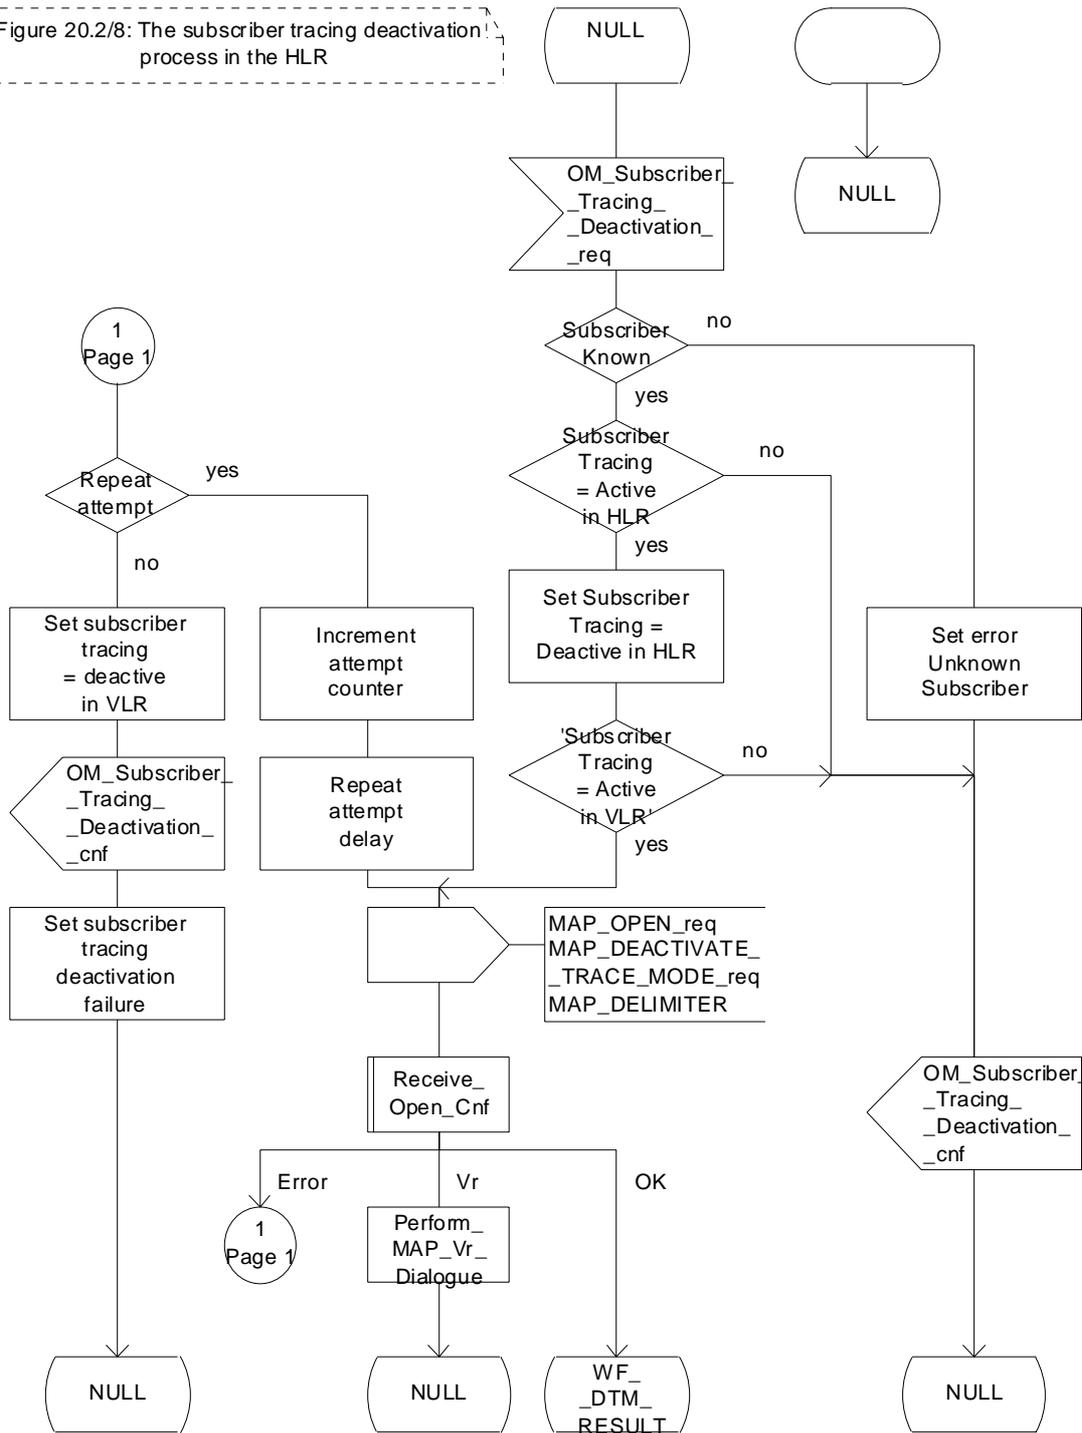 Figure 20.2/8: The subscriber tracing deactivation
process in the HLR
NULL
NULL
OM_Subscriber_
_Tracing_
_Deactivation_
_req
1
Page 1
Subscriber
Known
no
yes
Subscriber
Tracing
= Active
in HLR
no
yes
Repeat
attempt
yes
no
Set subscriber
tracing
= deactive
in VLR
Increment
attempt
counter
Set Subscriber
Tracing =
Deactive in HLR
Set error
Unknown
Subscriber
'Subscriber
Tracing
= Active
in VLR'
no
yes
OM_Subscriber_
_Tracing_
_Deactivation_
_cnf
Repeat
attempt
delay
Set subscriber
tracing
deactivation
failure
MAP_OPEN_req
MAP_DEACTIVATE_
_TRACE_MODE_req
MAP_DELIMITER
Receive_
Open_Cnf
OM_Subscriber_
_Tracing_
_Deactivation_
_cnf
Error
Vr
OK
1
Page 1
Perform_
MAP_Vr_
Dialogue
NULL
NULL
WF_
_DTM_
RESULT
NULL